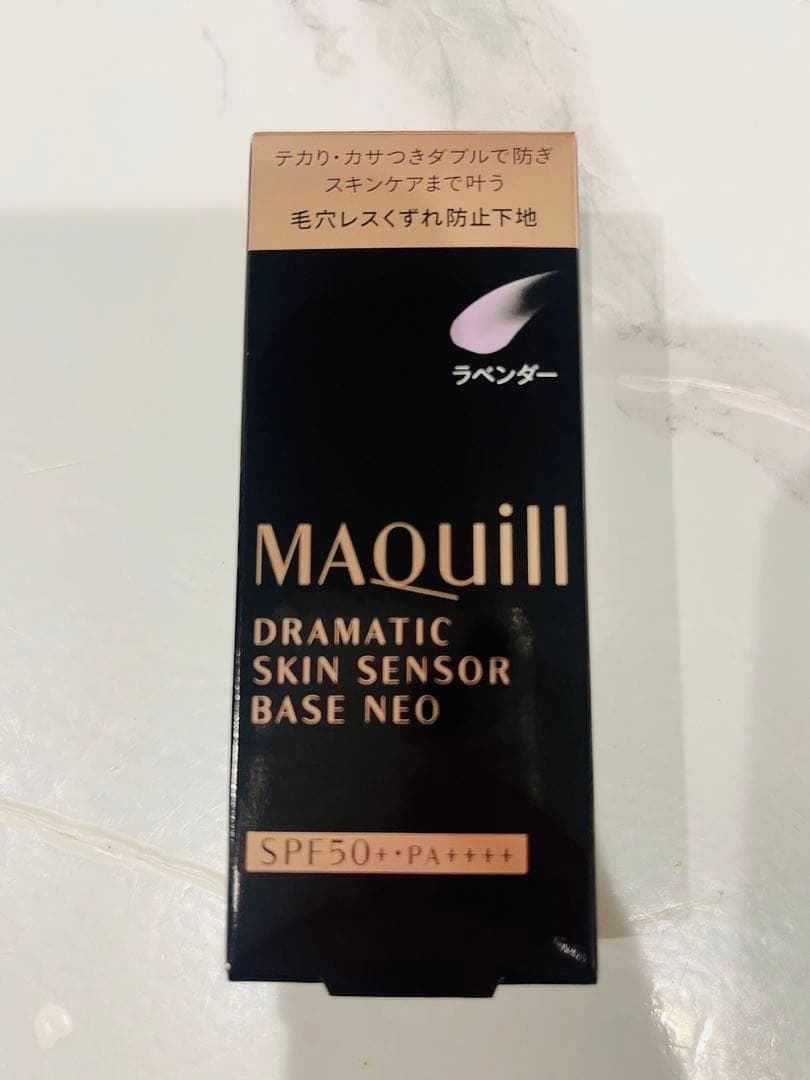 テカり・カサつきダブルで防ぎ
スキンケアまで叶う
毛穴レスくずれ防止下地
ラベンダー
MAQuill
DRAMATIC
SKIN SENSOR
BASE NEO
SPF50+・PA++++